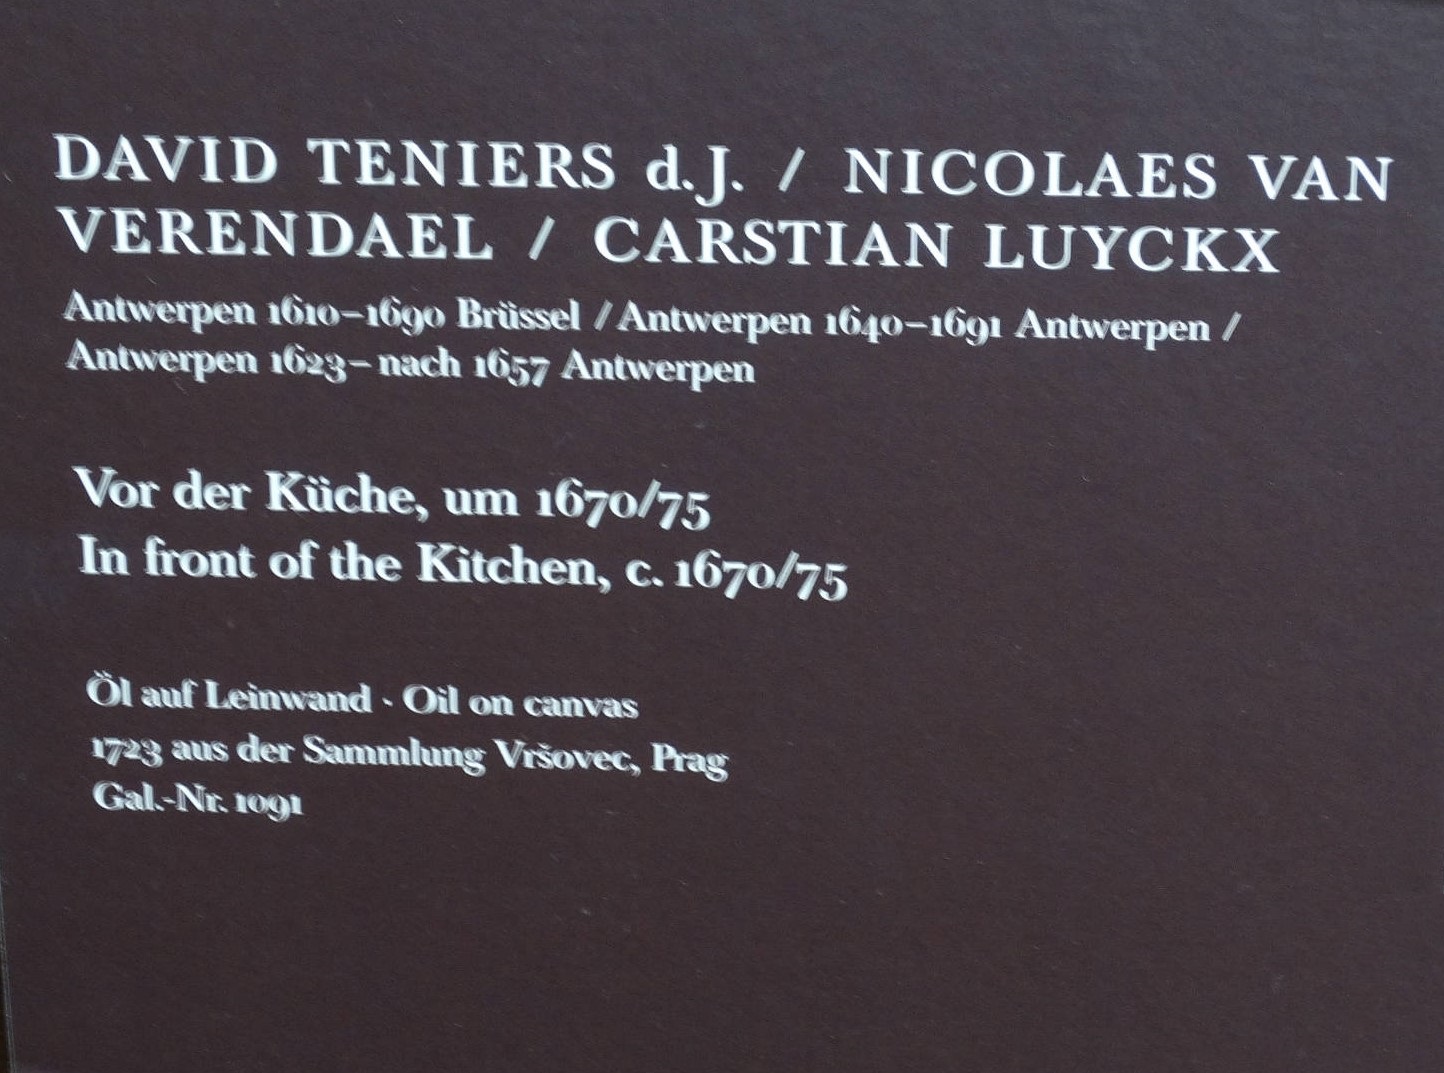 DAVID TENIERS d.J. / NICOLAES VAN
VERENDAEL / CARSTIAN LUYCKX
Antwerpen 1610–1690 Brüssel / Antwerpen 1640–1691 Antwerpen /
Antwerpen 1623–nach 1657 Antwerpen
Vor der Küche, um 1670/75
In front of the Kitchen, c. 1670/75
Öl auf Leinwand · Oil on canvas
1723 aus der Sammlung Vršovec, Prag
Gal.-Nr. 1091